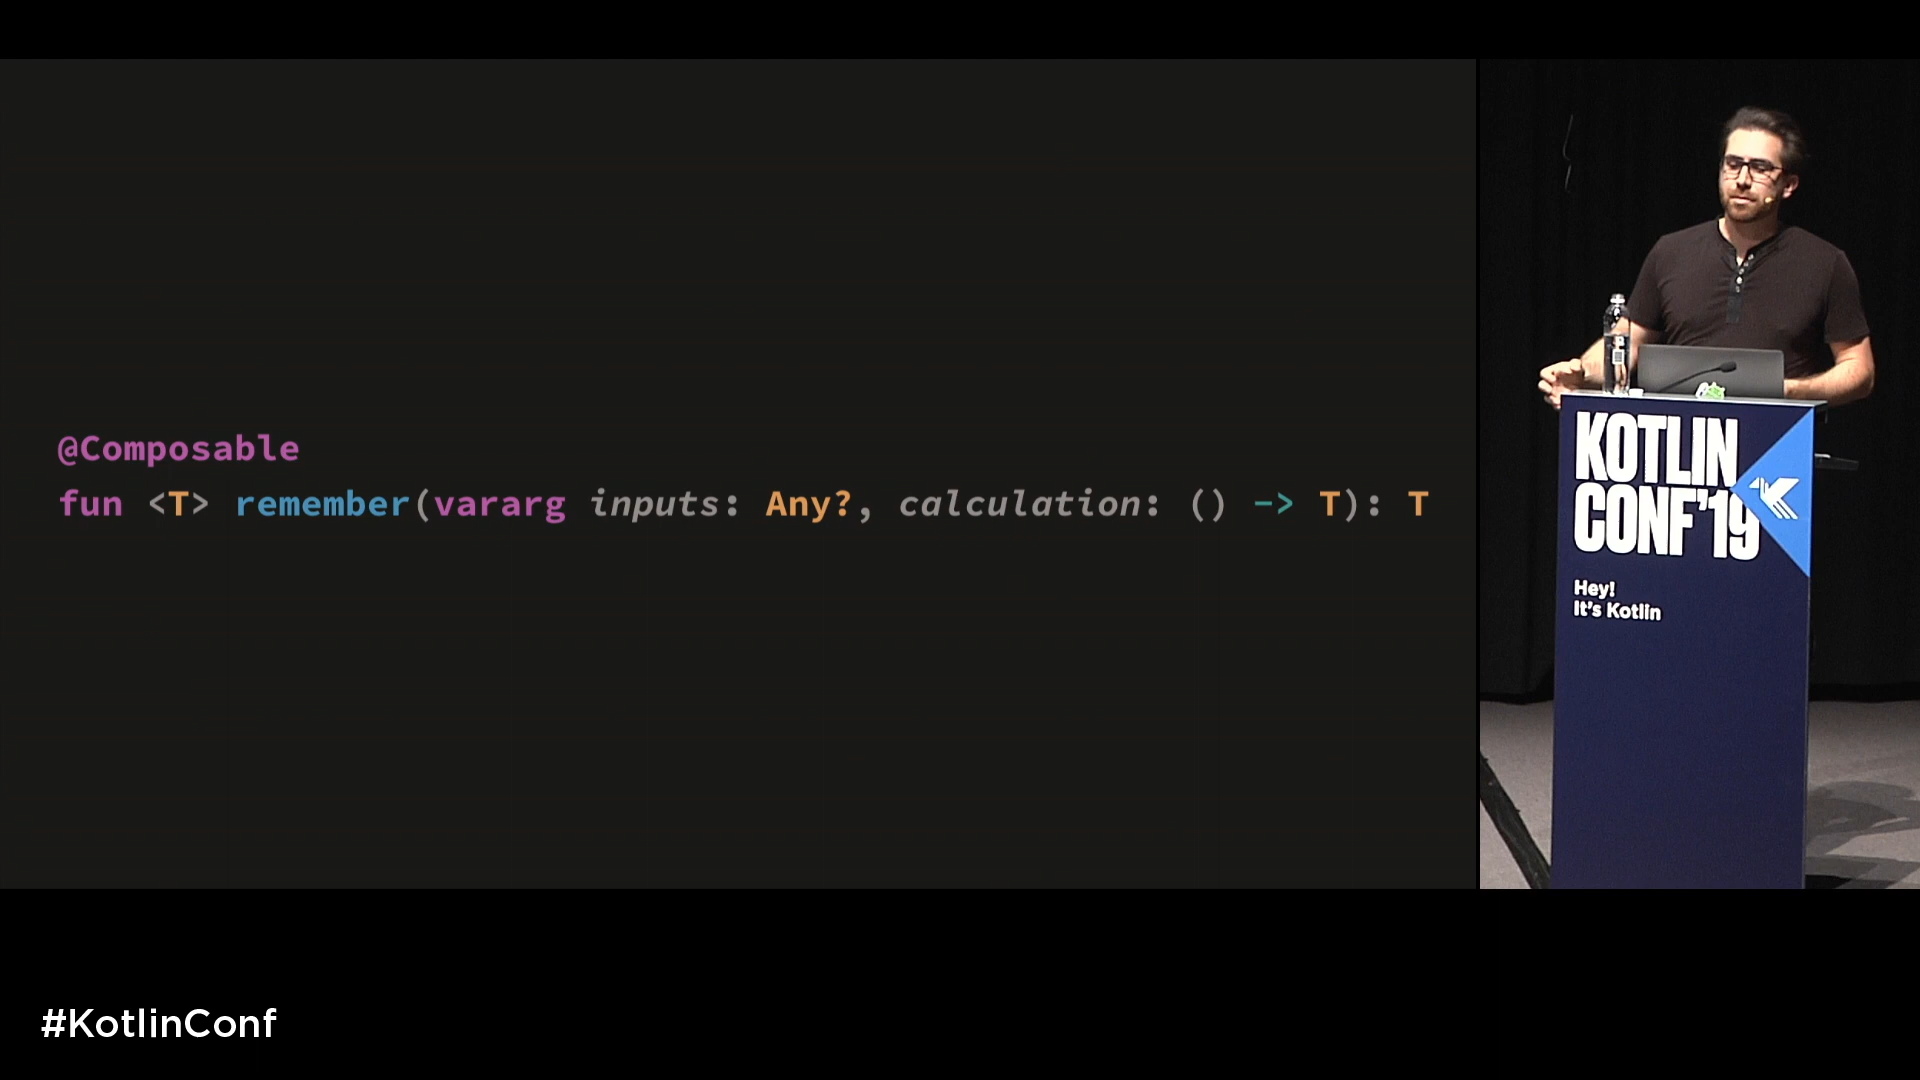 @Composable
fun <T> remember(vararg inputs: Any?, calculation: () -> T): T
KOTLIN
CONF'19
Hey!
It's Kotlin
#KotlinConf